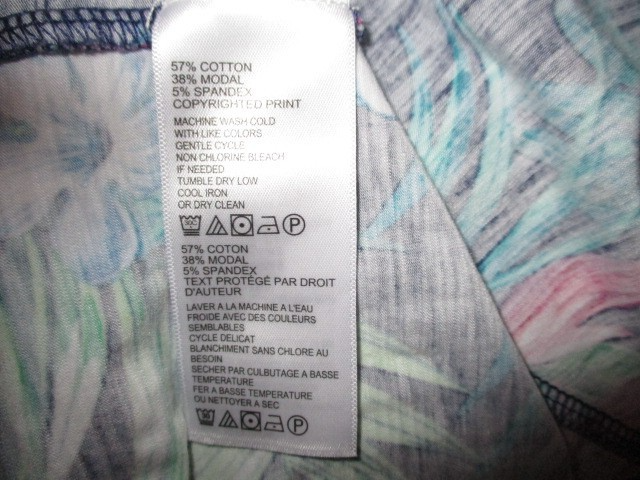 57% COTTON
38% MODAL
5% SPANDEX
COPYRIGHTED PRINT
MACHINE WASH COLD
WITH LIKE COLORS
GENTLE CYCLE
NON CHLORINE BLEACH
IF NEEDED
TUMBLE DRY LOW
COOL IRON
OR DRY CLEAN
P
57% COTON
38% MODAL
5% SPANDEX
TEXT PROTÉGÉ PAR DROIT
D'AUTEUR
LAVER A LA MACHINE A L'EAU
FROIDE AVEC DES COULEURS
SEMBLABLES
CYCLE DELICAT
BLANCHIMENT SANS CHLORE AU
BESOIN
SECHER PAR CULBUTAGE A BASSE
TEMPERATURE
FER A BASSE TEMPERATURE
OU NETTOYER A SEC
P